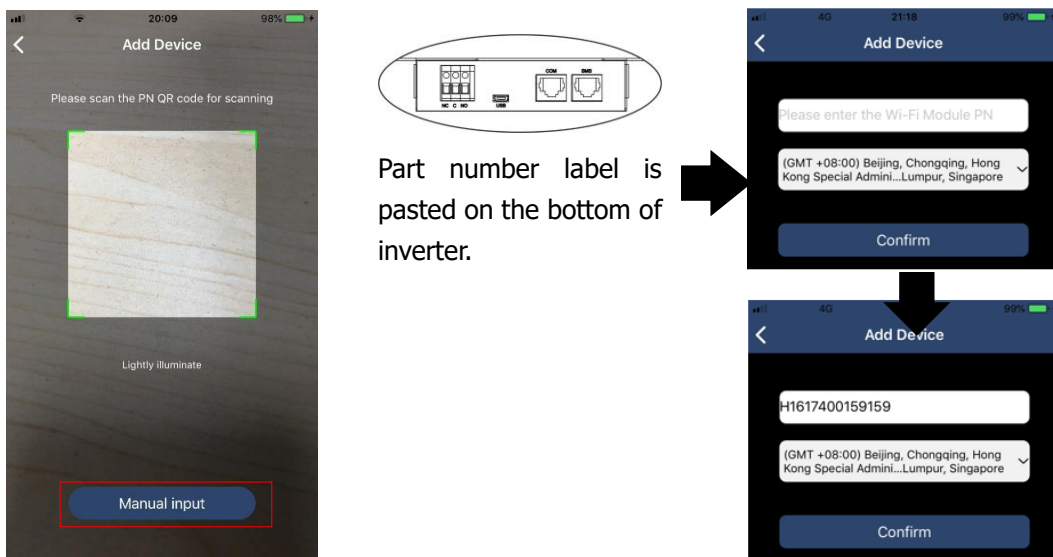 20:09
98%
Add Device
Please scan the PN QR code for scanning
Lightly illuminate
Manual input
COM
BMS
NC C NO
USB
Part number label is
pasted on the bottom of
inverter.
4G
21:18
99%
Add Device
Please enter the Wi-Fi Module PN
(GMT +08:00) Beijing, Chongqing, Hong
Kong Special Admini...Lumpur, Singapore
Confirm
4G
99%
Add Device
H1617400159159
(GMT +08:00) Beijing, Chongqing, Hong
Kong Special Admini...Lumpur, Singapore
Confirm